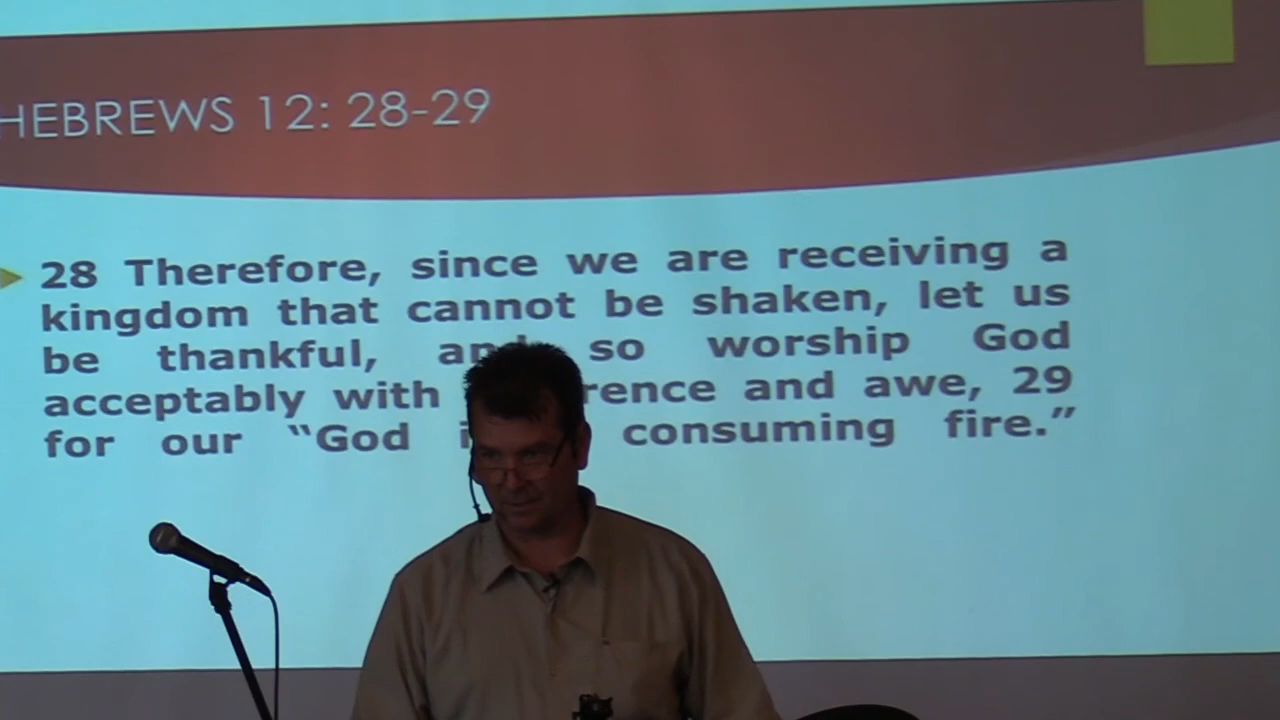 HEBREWS 12: 28-29
28 Therefore, since we are receiving a
kingdom that cannot be shaken, let us
be thankful, and so worship God
acceptably with rence and awe, 29
for our “God consuming fire.”